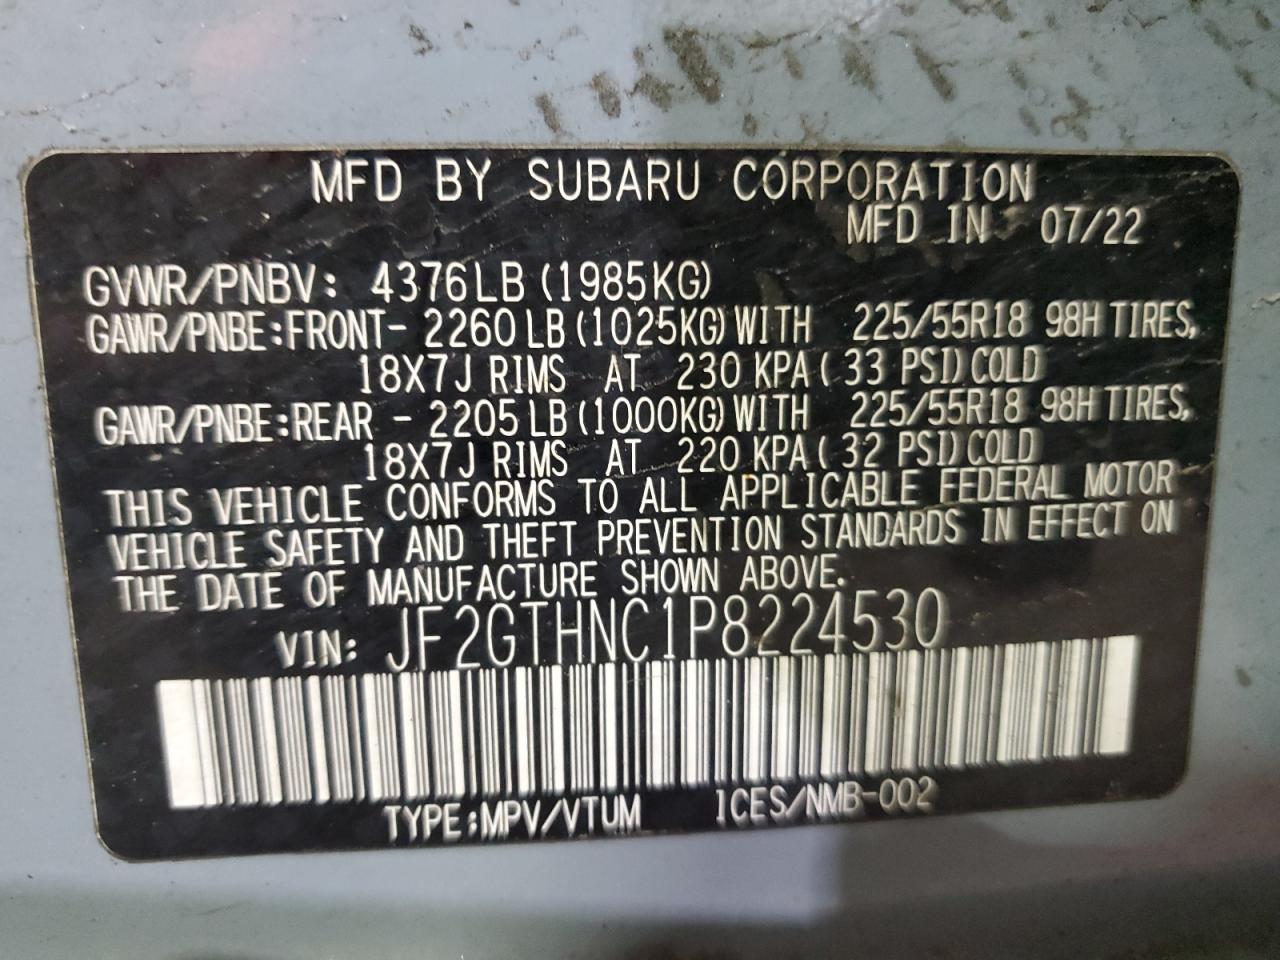 MFD BY SUBARU CORPORATION
MFD IN 07/22
GVWR/PNBV: 4376LB (1985KG)
GAWR/PNBE:FRONT- 2260 LB (1025KG) WITH 225/55R18 98H TIRES,
18X7J RIMS AT 230 KPA ( 33 PSI) COLD
GAWR/PNBE:REAR - 2205 LB (1000KG) WITH 225/55R18 98H TIRES,
18X7J RIMS AT 220 KPA ( 32 PSI) COLD
THIS VEHICLE CONFORMS TO ALL APPLICABLE FEDERAL MOTOR
VEHICLE SAFETY AND THEFT PREVENTION STANDARDS IN EFFECT ON
THE DATE OF MANUFACTURE SHOWN ABOVE.
VIN: JF2GTHNC1P8224530
TYPE:MPV/VTUM ICES/NMB-002